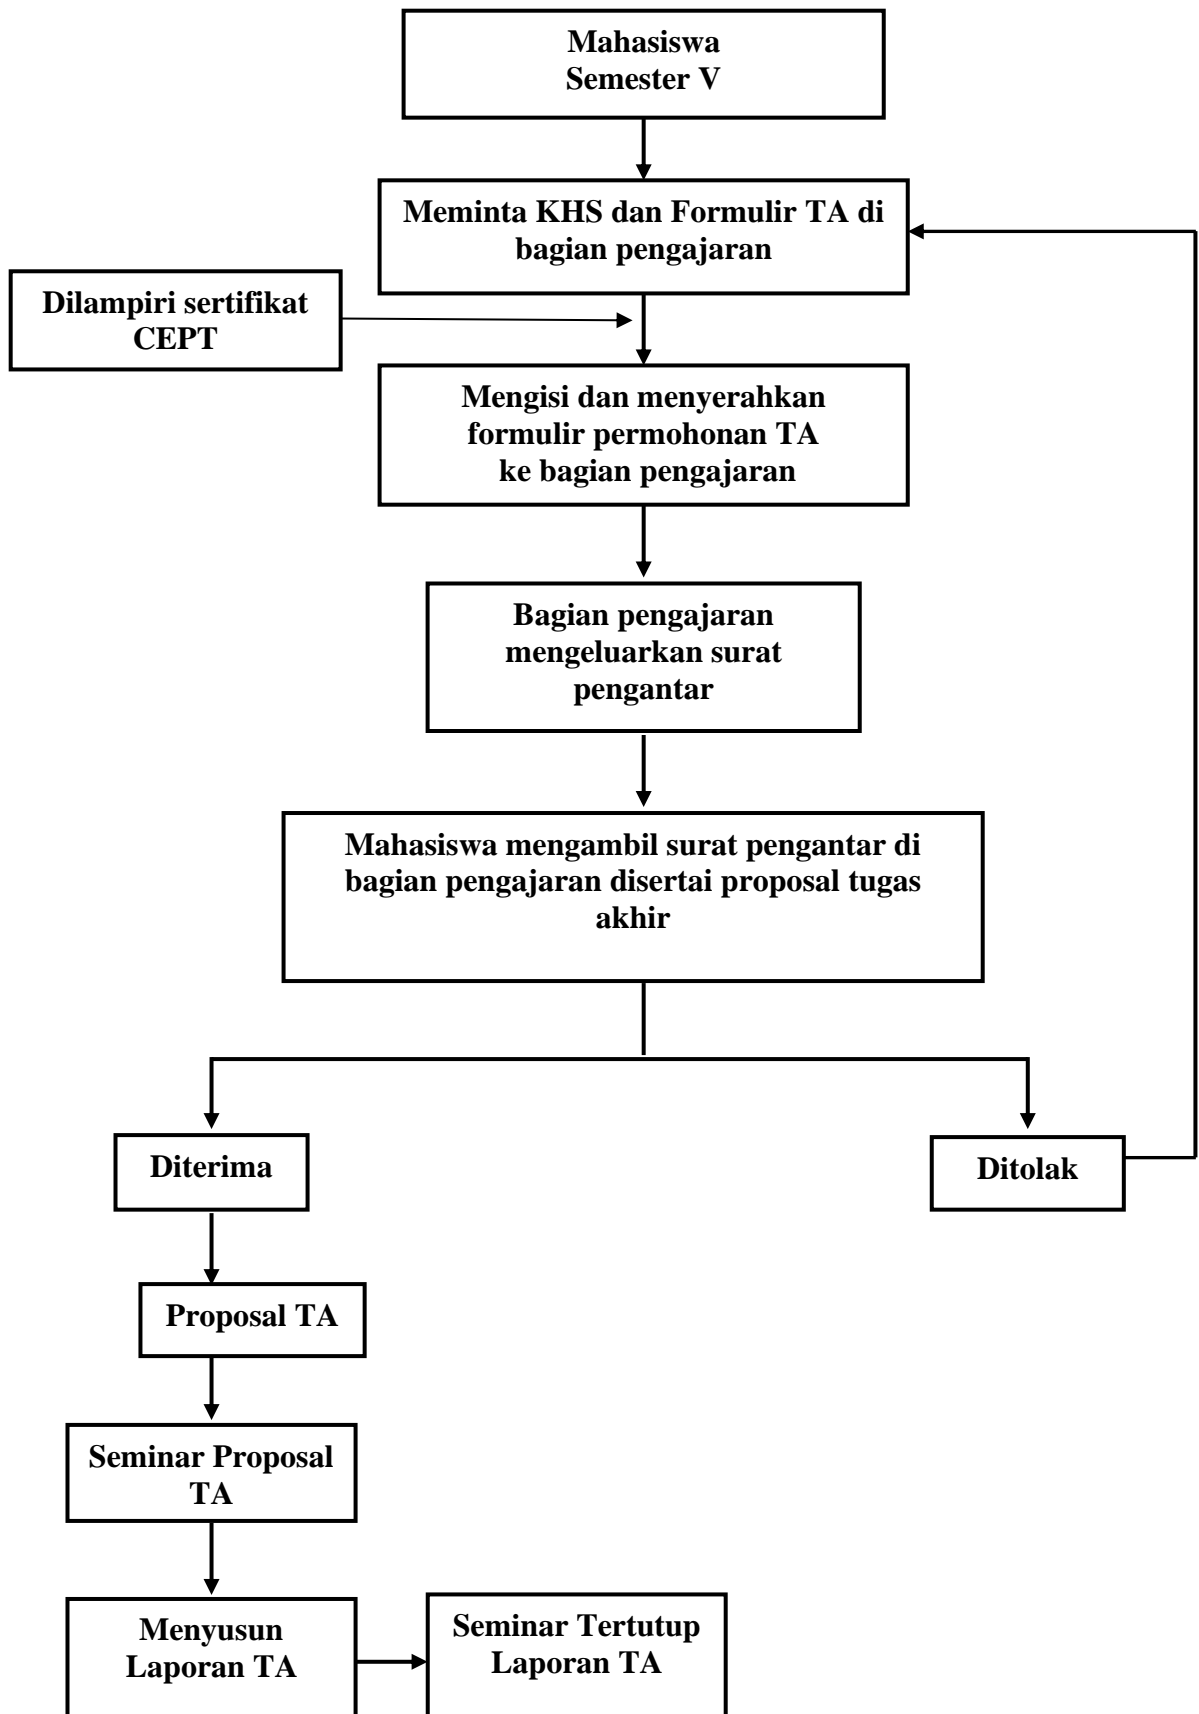 Mahasiswa
Semester V
Meminta KHS dan Formulir TA di
bagian pengajaran
Dilampiri sertifikat
CEPT
Mengisi dan menyerahkan
formulir permohonan TA
ke bagian pengajaran
Bagian pengajaran
mengeluarkan surat
pengantar
Mahasiswa mengambil surat pengantar di
bagian pengajaran disertai proposal tugas
akhir
Diterima
Ditolak
Proposal TA
Seminar Proposal
TA
Menyusun
Laporan TA
Seminar Tertutup
Laporan TA